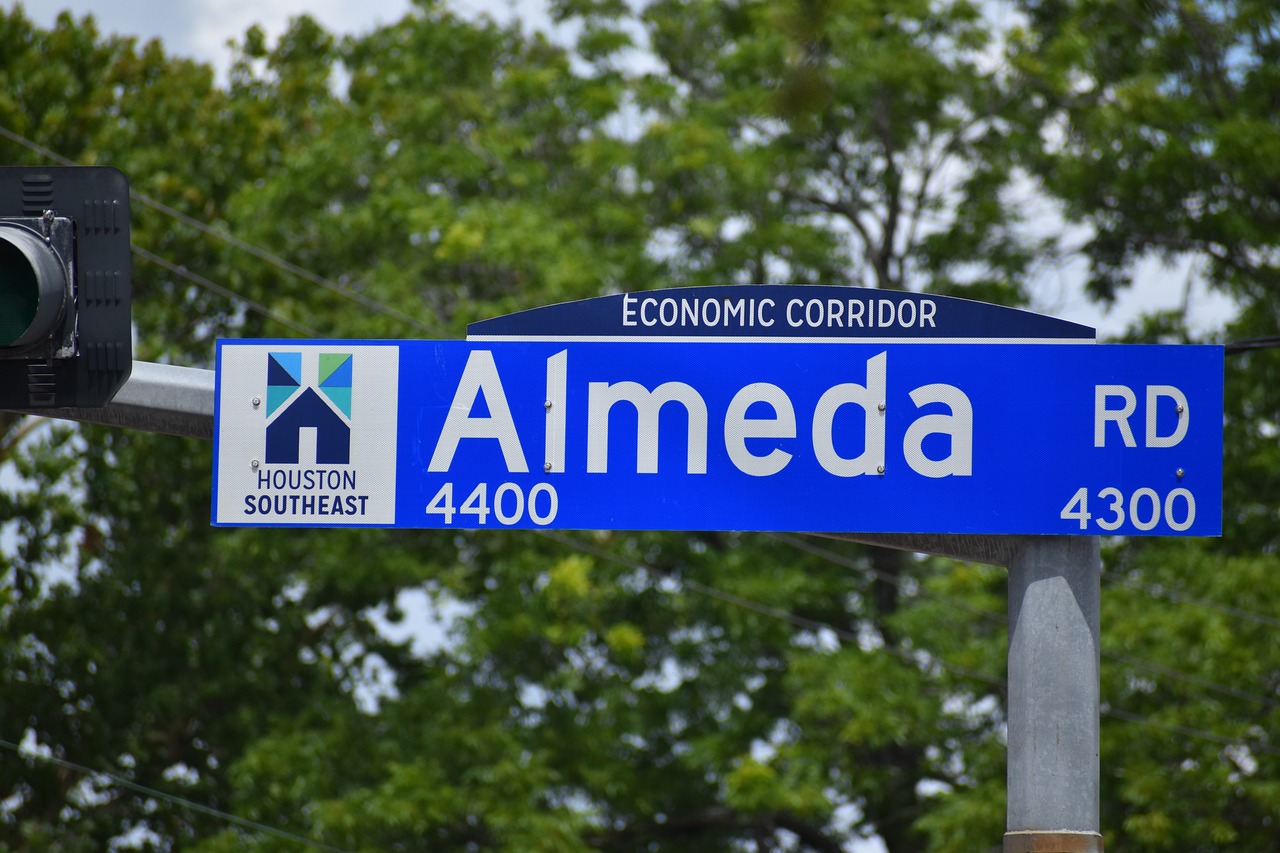 ECONOMIC CORRIDOR
Almeda RD
HOUSTON
SOUTHEAST
4400 4300